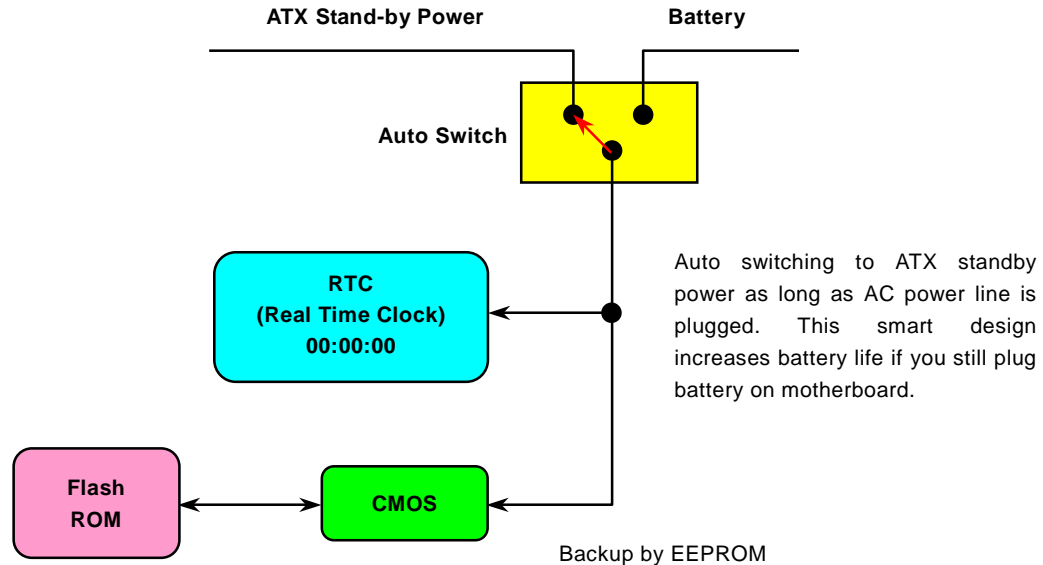 ATX Stand-by Power
Battery
Auto Switch
RTC
(Real Time Clock)
00:00:00
Auto switching to ATX standby
power as long as AC power line is
plugged. This smart design
increases battery life if you still plug
battery on motherboard.
Flash
ROM
CMOS
Backup by EEPROM